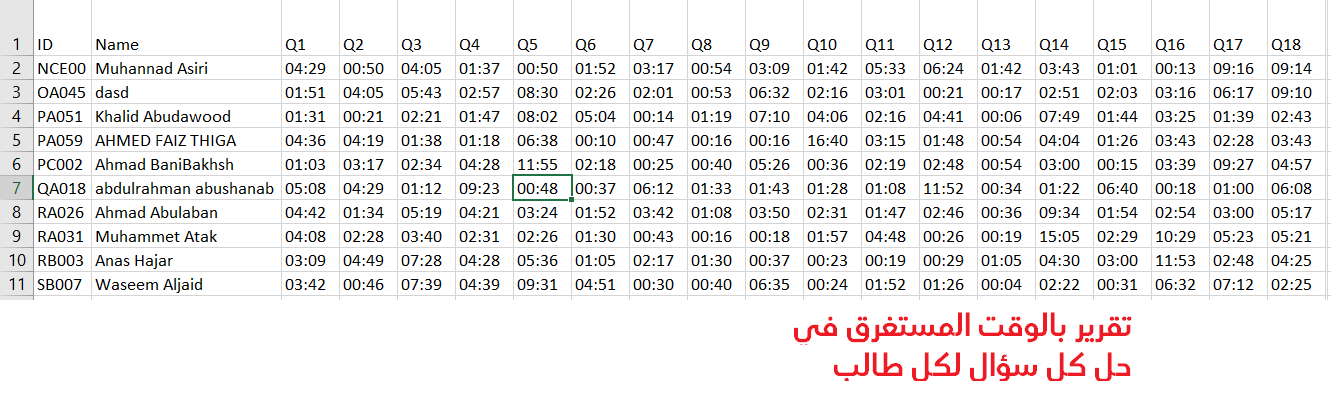 1 ID Name Q1 Q2 Q3 Q4 Q5 Q6 Q7 Q8 Q9 Q10 Q11 Q12 Q13 Q14 Q15 Q16 Q17 Q18
2 NCE00 Muhannad Asiri 04:29 00:50 04:05 01:37 00:50 01:52 03:17 00:54 03:09 01:42 05:33 06:24 01:42 03:43 01:01 00:13 09:16 09:14
3 OA045 dasd 01:51 04:05 05:43 02:57 08:30 02:26 02:01 00:53 06:32 02:16 03:01 00:21 00:17 02:51 02:03 03:16 06:17 09:10
4 PA051 Khalid Abudawood 01:31 00:21 02:21 01:47 08:02 05:04 00:14 01:19 07:10 04:06 02:16 04:41 00:06 07:49 01:44 03:25 01:39 02:43
5 PA059 AHMED FAIZ THIGA 04:36 04:19 01:38 01:18 06:38 00:10 00:47 00:16 00:16 16:40 03:15 01:48 00:54 04:04 01:26 03:43 02:28 03:43
6 PC002 Ahmad BaniBakhsh 01:03 03:17 02:34 04:28 11:55 02:18 00:25 00:40 05:26 00:36 02:19 02:48 00:54 03:00 00:15 03:39 09:27 04:57
7 QA018 abdulrahman abushanab 05:08 04:29 01:12 09:23 00:48 00:37 06:12 01:33 01:43 01:28 01:08 11:52 00:34 01:22 06:40 00:18 01:00 06:08
8 RA026 Ahmad Abulaban 04:42 01:34 05:19 04:21 03:24 01:52 03:42 01:08 03:50 02:31 01:47 02:46 00:36 09:34 01:54 02:54 03:00 05:17
9 RA031 Muhammet Atak 04:08 02:28 03:40 02:31 02:26 01:30 00:43 00:16 00:18 01:57 04:48 00:26 00:19 15:05 02:29 10:29 05:23 05:21
10 RB003 Anas Hajar 03:09 04:49 07:28 04:28 05:36 01:05 02:17 01:30 00:37 00:23 00:19 00:29 01:05 04:30 03:00 11:53 02:48 04:25
11 SB007 Waseem Aljaid 03:42 00:46 07:39 04:39 09:31 04:51 00:30 00:40 06:35 00:24 01:52 01:26 00:04 02:22 00:31 06:32 07:12 02:25
تقرير بالوقت المستغرق في
حل كل سؤال لكل طالب